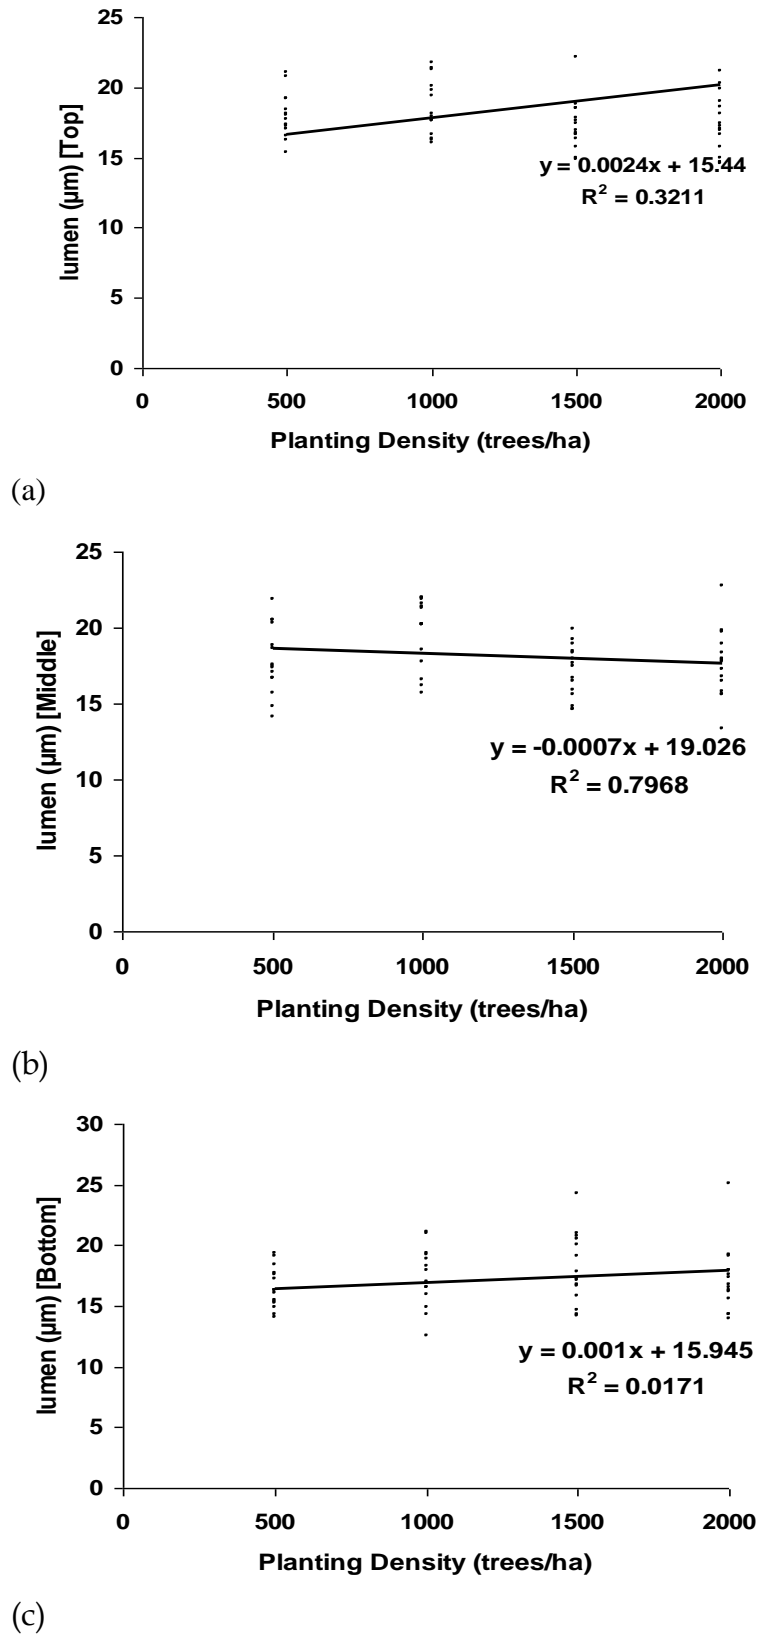 25
20
15
10
5
0
lumen (µm) [Top]
y = 0.0024x + 15.44
R² = 0.3211
0 500 1000 1500 2000
Planting Density (trees/ha)
(a)
25
20
15
10
5
0
lumen (µm) [Middle]
y = -0.0007x + 19.026
R² = 0.7968
0 500 1000 1500 2000
Planting Density (trees/ha)
(b)
30
25
20
15
10
5
0
lumen (µm) [Bottom]
y = 0.001x + 15.945
R² = 0.0171
0 500 1000 1500 2000
Planting Density (trees/ha)
(c)